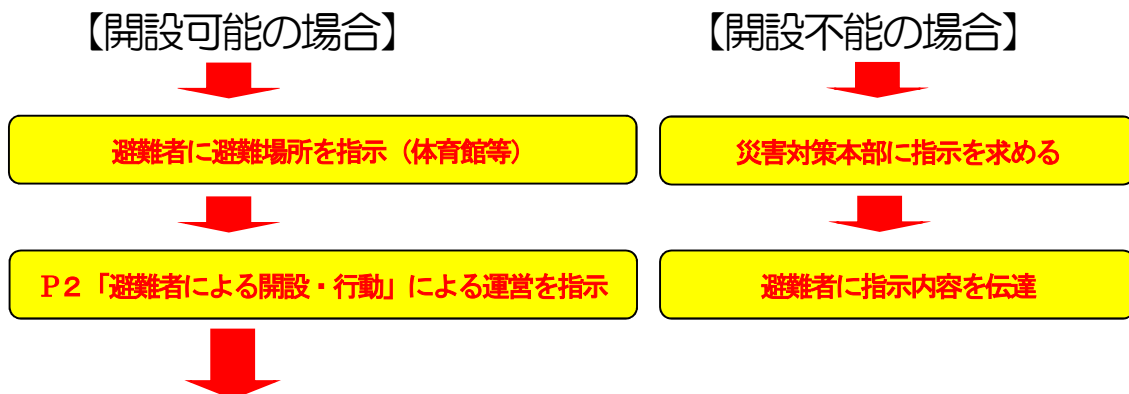 【開設可能の場合】
避難者に避難場所を指示（体育館等）
P2「避難者による開設・行動」による運営を指示
【開設不能の場合】
災害対策本部に指示を求める
避難者に指示内容を伝達